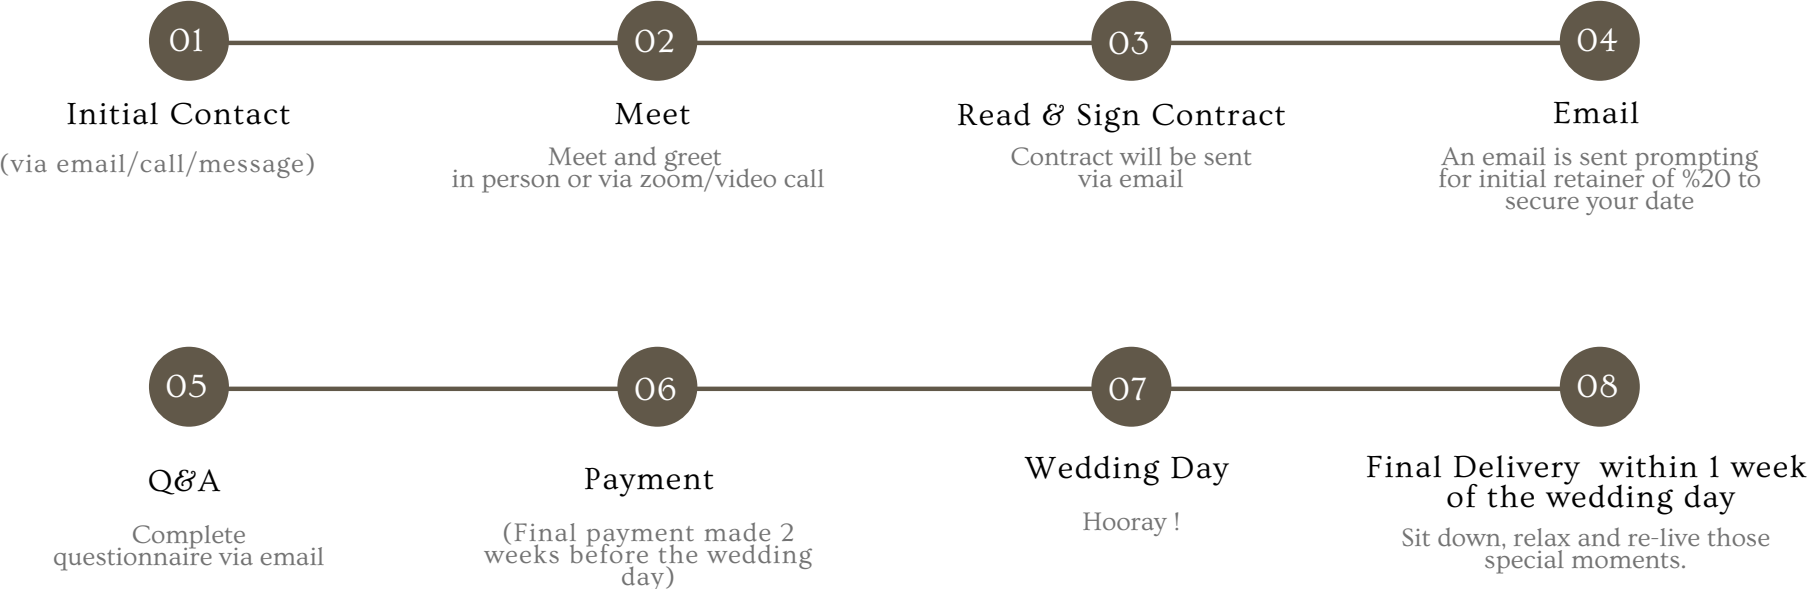 01
02
03
04
Initial Contact
(via email/call/message)
Meet
Meet and greet
in person or via zoom/video call
Read & Sign Contract
Contract will be sent
via email
Email
An email is sent prompting
for initial retainer of %20 to
secure your date
05
06
07
08
Q&A
Complete
questionnaire via email
Payment
(Final payment made 2
weeks before the wedding
day)
Wedding Day
Hooray !
Final Delivery  within 1 week
of the wedding day
Sit down, relax and re-live those
special moments.